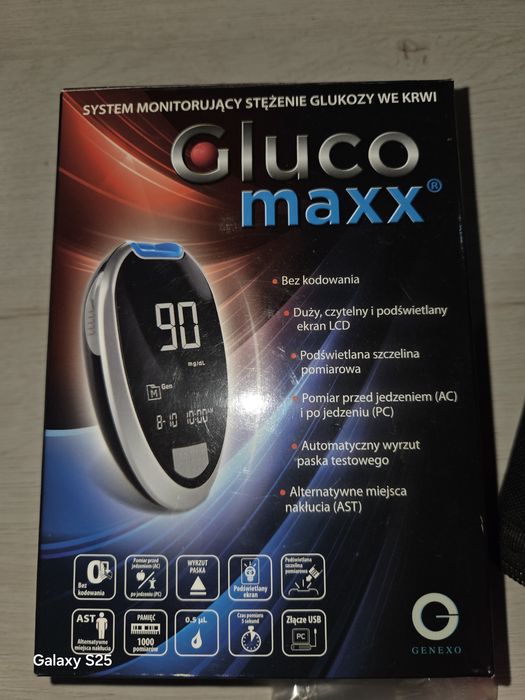 SYSTEM MONITORUJĄCY STĘŻENIE GLUKOZY WE KRWI
Gluco
maxx®
• Bez kodowania
• Duży, czytelny i podświetlany
ekran LCD
• Podświetlana szczelina
pomiarowa
• Pomiar przed jedzeniem (AC)
i po jedzeniu (PC)
• Automatyczny wyrzut
paska testowego
• Alternatywne miejsca
nakłucia (AST)
90
mg/dL
M Gen
8-10 10:00
Bez
kodowania
Pomiar przed
jedzeniem (AC)
i po jedzeniu (PC)
WYRZUT
PASKA
Podświetlany
ekran
Podświetlana
szczelina
pomiarowa
AST
Alternatywne
miejsca nakłucia
PAMIĘĆ
1000
pomiarów
0.5 µL
Czas pomiaru
5 sekund
Złącze USB
PC
G
GENEXO
Galaxy S25